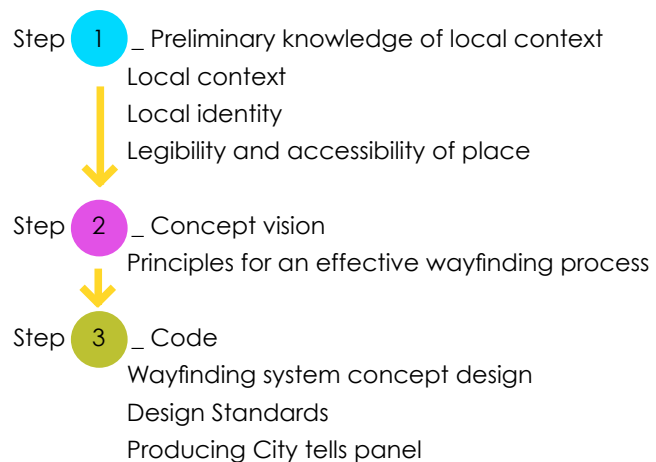 Step 1 _ Preliminary knowledge of local context
Local context
Local identity
Legibility and accessibility of place
Step 2 _ Concept vision
Principles for an effective wayfinding process
Step 3 _ Code
Wayfinding system concept design
Design Standards
Producing City tells panel